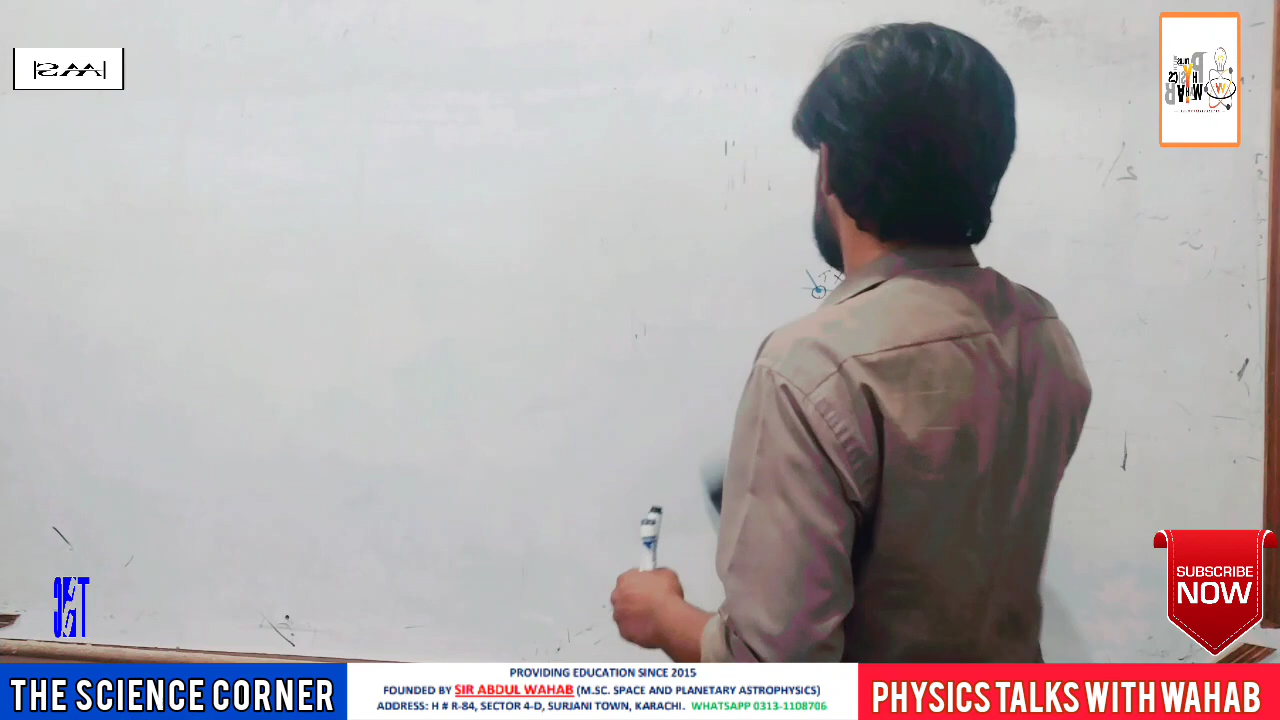 SUBSCRIBE
NOW
THE SCIENCE CORNER
PROVIDING EDUCATION SINCE 2015
FOUNDED BY SIR ABDUL WAHAB (M.SC. SPACE AND PLANETARY ASTROPHYSICS)
ADDRESS: H # R-84, SECTOR 4-D, SURJANI TOWN, KARACHI. WHATSAPP 0313-1108706
PHYSICS TALKS WITH WAHAB